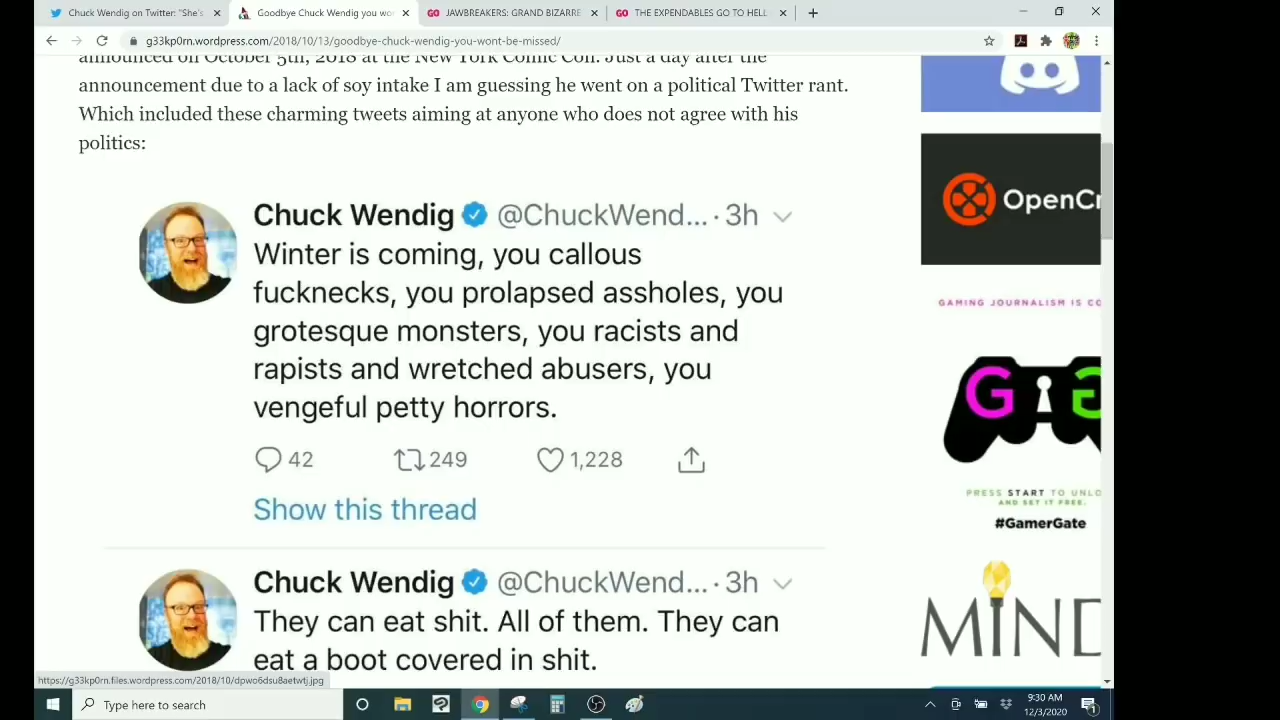 Chuck Wendig on Twitter: "She's
Goodbye Chuck Wendig you wo
JAWBREAKERS: GRAND BIZARRE
THE EXPENDABLES GO TO HELL
g33kp0rn.wordpress.com/2018/10/13/goodbye-chuck-wendig-you-wont-be-missed/
announced on October 5th, 2018 at the New York Comic Con. Just a day after the
announcement due to a lack of soy intake I am guessing he went on a political Twitter rant.
Which included these charming tweets aiming at anyone who does not agree with his
politics:
Chuck Wendig @ChuckWend... · 3h
Winter is coming, you callous
fucknecks, you prolapsed assholes, you
grotesque monsters, you racists and
rapists and wretched abusers, you
vengeful petty horrors.
42 249 1,228
Show this thread
Chuck Wendig @ChuckWend... · 3h
They can eat shit. All of them. They can
eat a boot covered in shit.
OpenCr
GAMING JOURNALISM IS CO
G G
PRESS START TO UNLO
AND SET IT FREE.
#GamerGate
MIND
https://g33kp0rn.files.wordpress.com/2018/10/dpwo6dsu8aetwtj.jpg
Type here to search
9:30 AM
12/3/2020